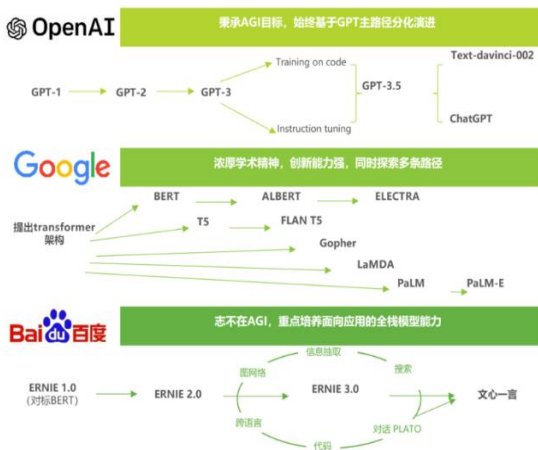 OpenAI
秉承AGI目标，始终基于GPT主路径分化演进
Training on code
Text-davinci-002
GPT-1
GPT-2
GPT-3
GPT-3.5
Instruction tuning
ChatGPT
Google
浓厚学术精神，创新能力强，同时探索多条路径
BERT
ALBERT
ELECTRA
提出transformer
架构
T5
FLAN T5
Gopher
LaMDA
PaLM
PaLM-E
Bai du 百度
志不在AGI，重点培养面向应用的全栈模型能力
信息抽取
图网络
搜索
ERNIE 1.0
(对标BERT)
ERNIE 2.0
ERNIE 3.0
文心一言
跨语言
对话 PLATO
代码